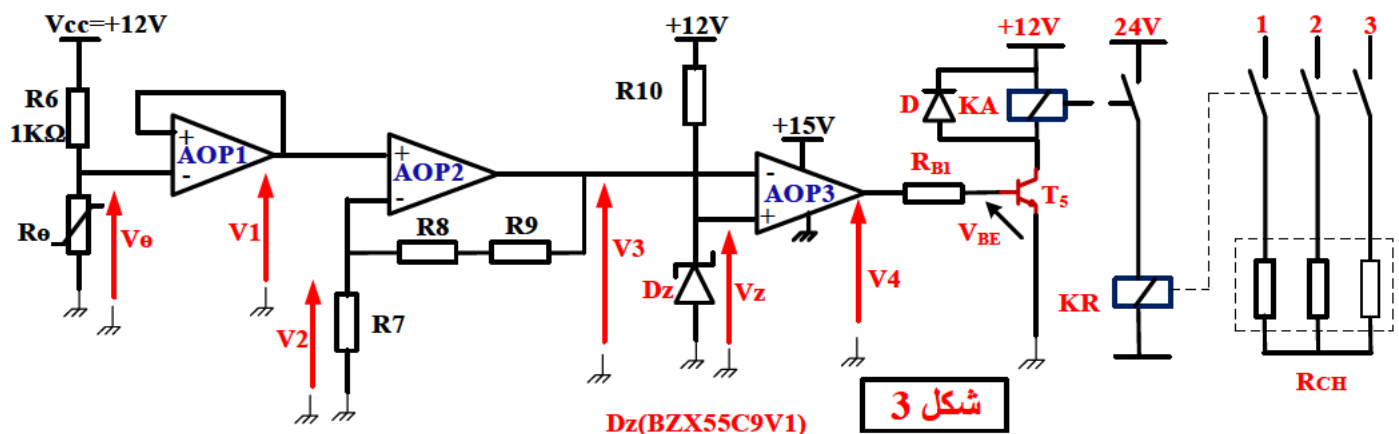 Vcc=+12V
R6
1KΩ
Rθ
Vθ
+
-
AOP1
V1
+
-
AOP2
R8
R9
R7
V2
V3
+12V
R10
Dz
Vz
Dz(BZX55C9V1)
+15V
-
+
AOP3
V4
RB1
VBE
T5
+12V
D
KA
24V
KR
1
2
3
RCH
شكل 3